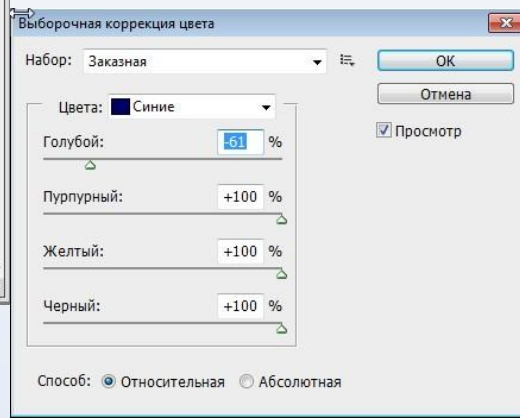 Выборочная коррекция цвета
Набор: Заказная
OK
Отмена
Просмотр
Цвета: Синие
Голубой: -61 %
Пурпурный: +100 %
Желтый: +100 %
Черный: +100 %
Способ: Относительная Абсолютная